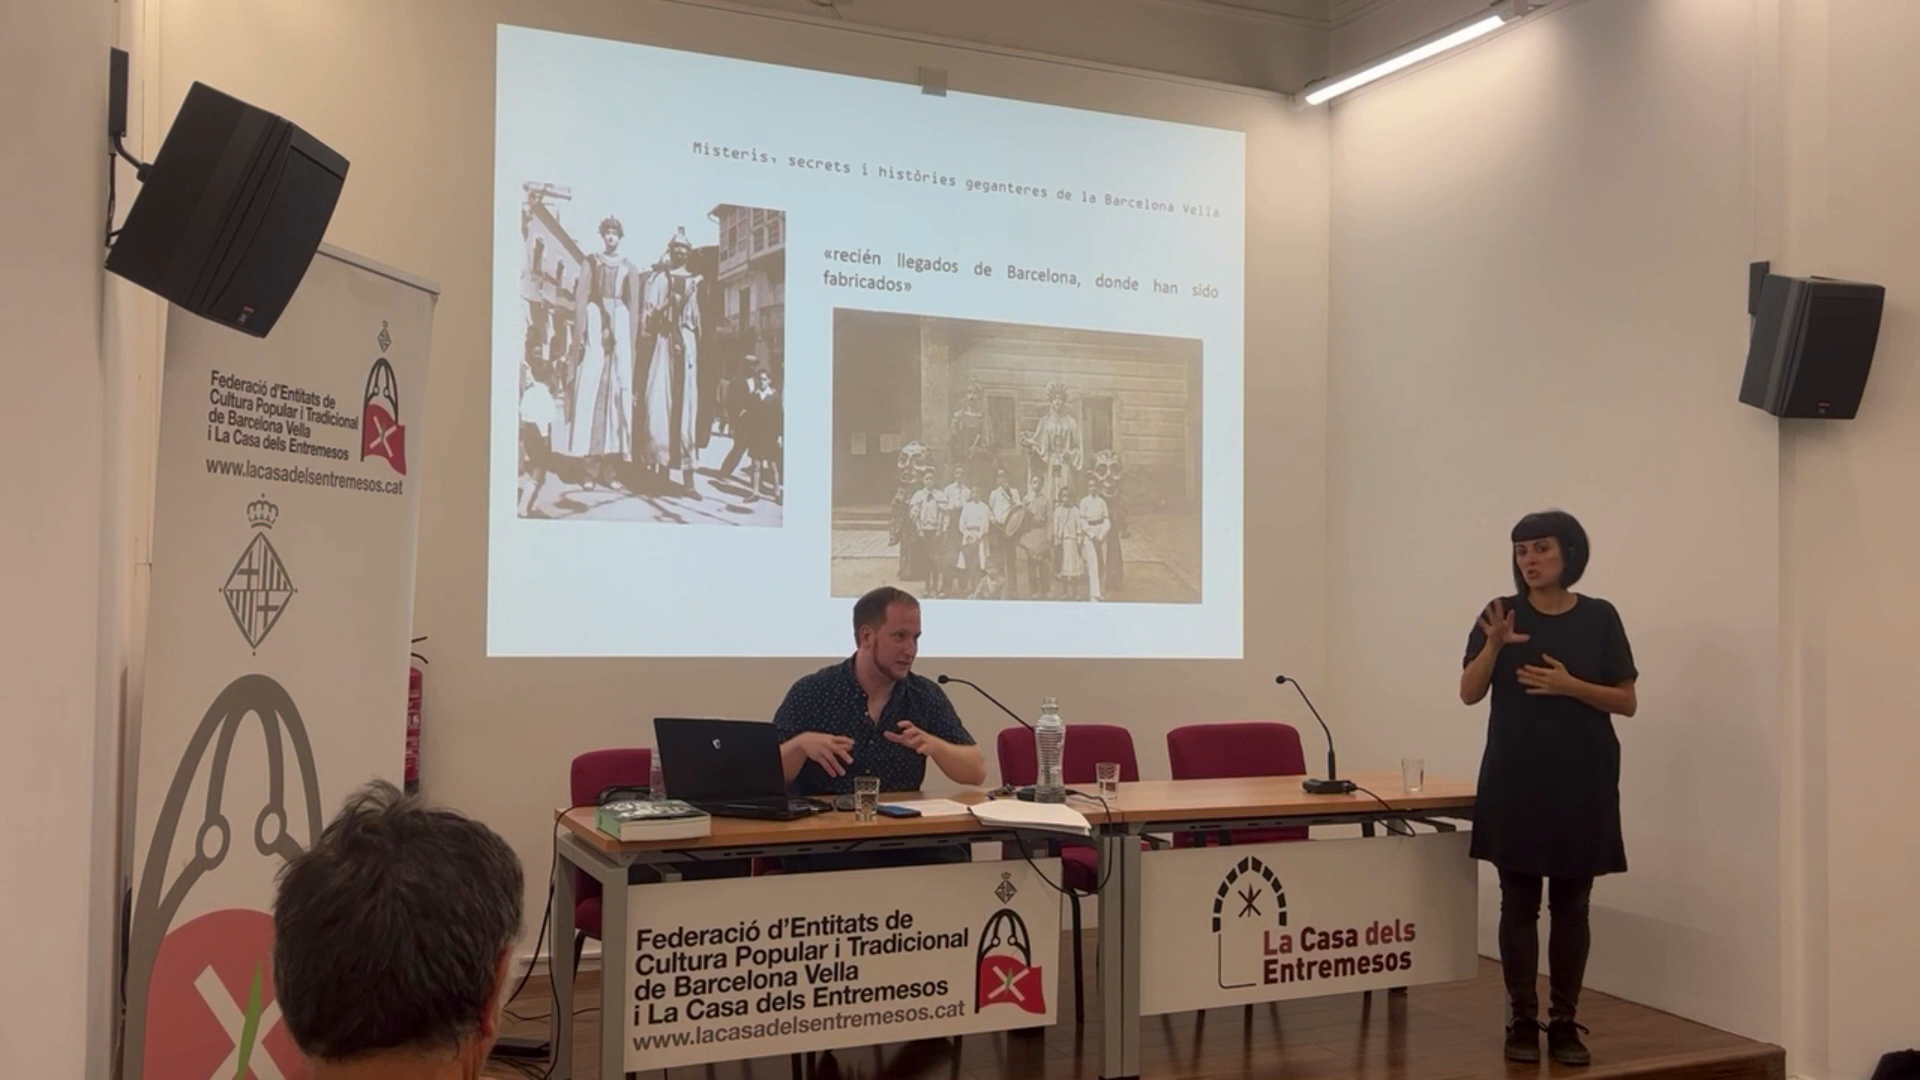 Misteris, secrets i històries geganteres de la Barcelona Vella
«recién llegados de Barcelona, donde han sido
fabricados»
Federació d'Entitats de
Cultura Popular i Tradicional
de Barcelona Vella
i La Casa dels Entremesos
www.lacasadelsentremesos.cat
Federació d'Entitats de
Cultura Popular i Tradicional
de Barcelona Vella
i La Casa dels Entremesos
www.lacasadelsentremesos.cat
La Casa dels
Entremesos